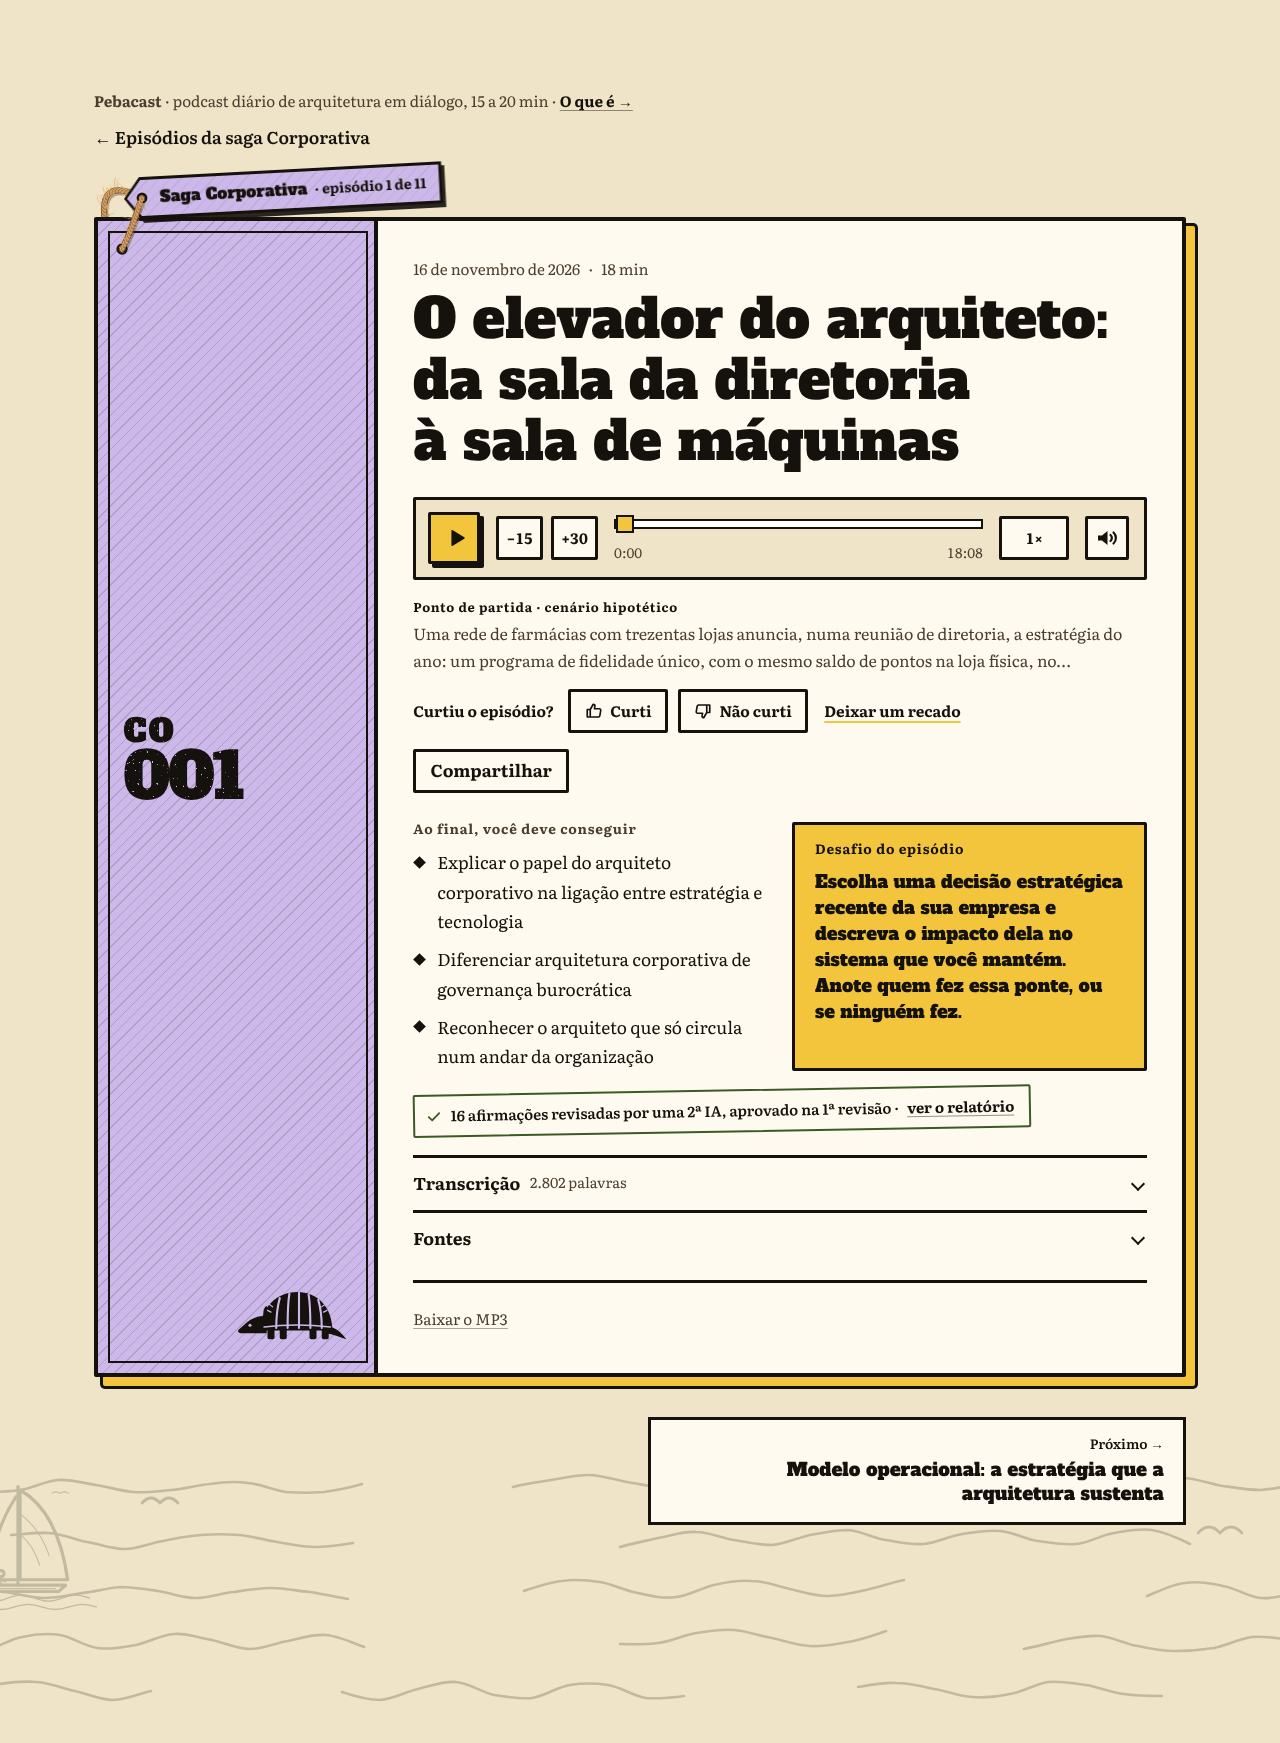 Pebacast · podcast diário de arquitetura em diálogo, 15 a 20 min · O que é →
← Episódios da saga Corporativa
Saga Corporativa · episódio 1 de 11
co
001
16 de novembro de 2026 · 18 min
O elevador do arquiteto:
da sala da diretoria
à sala de máquinas
−15
+30
0:00
18:08
1×
Ponto de partida · cenário hipotético
Uma rede de farmácias com trezentas lojas anuncia, numa reunião de diretoria, a estratégia do
ano: um programa de fidelidade único, com o mesmo saldo de pontos na loja física, no…
Curtiu o episódio?
Curti
Não curti
Deixar um recado
Compartilhar
Ao final, você deve conseguir
◆ Explicar o papel do arquiteto
corporativo na ligação entre estratégia e
tecnologia
◆ Diferenciar arquitetura corporativa de
governança burocrática
◆ Reconhecer o arquiteto que só circula
num andar da organização
Desafio do episódio
Escolha uma decisão estratégica
recente da sua empresa e
descreva o impacto dela no
sistema que você mantém.
Anote quem fez essa ponte, ou
se ninguém fez.
16 afirmações revisadas por uma 2ª IA, aprovado na 1ª revisão · ver o relatório
Transcrição 2.802 palavras
Fontes
Baixar o MP3
Próximo →
Modelo operacional: a estratégia que a
arquitetura sustenta